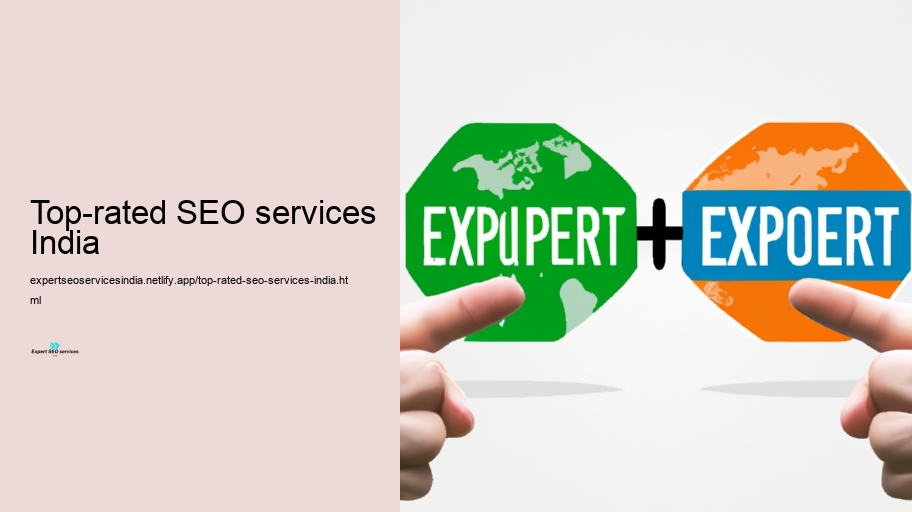 Top-rated SEO services
India
expertseoservicesindia.netlify.app/top-rated-seo-services-india.ht
ml
Expert SEO services
EXPUPERT
EXPOERT